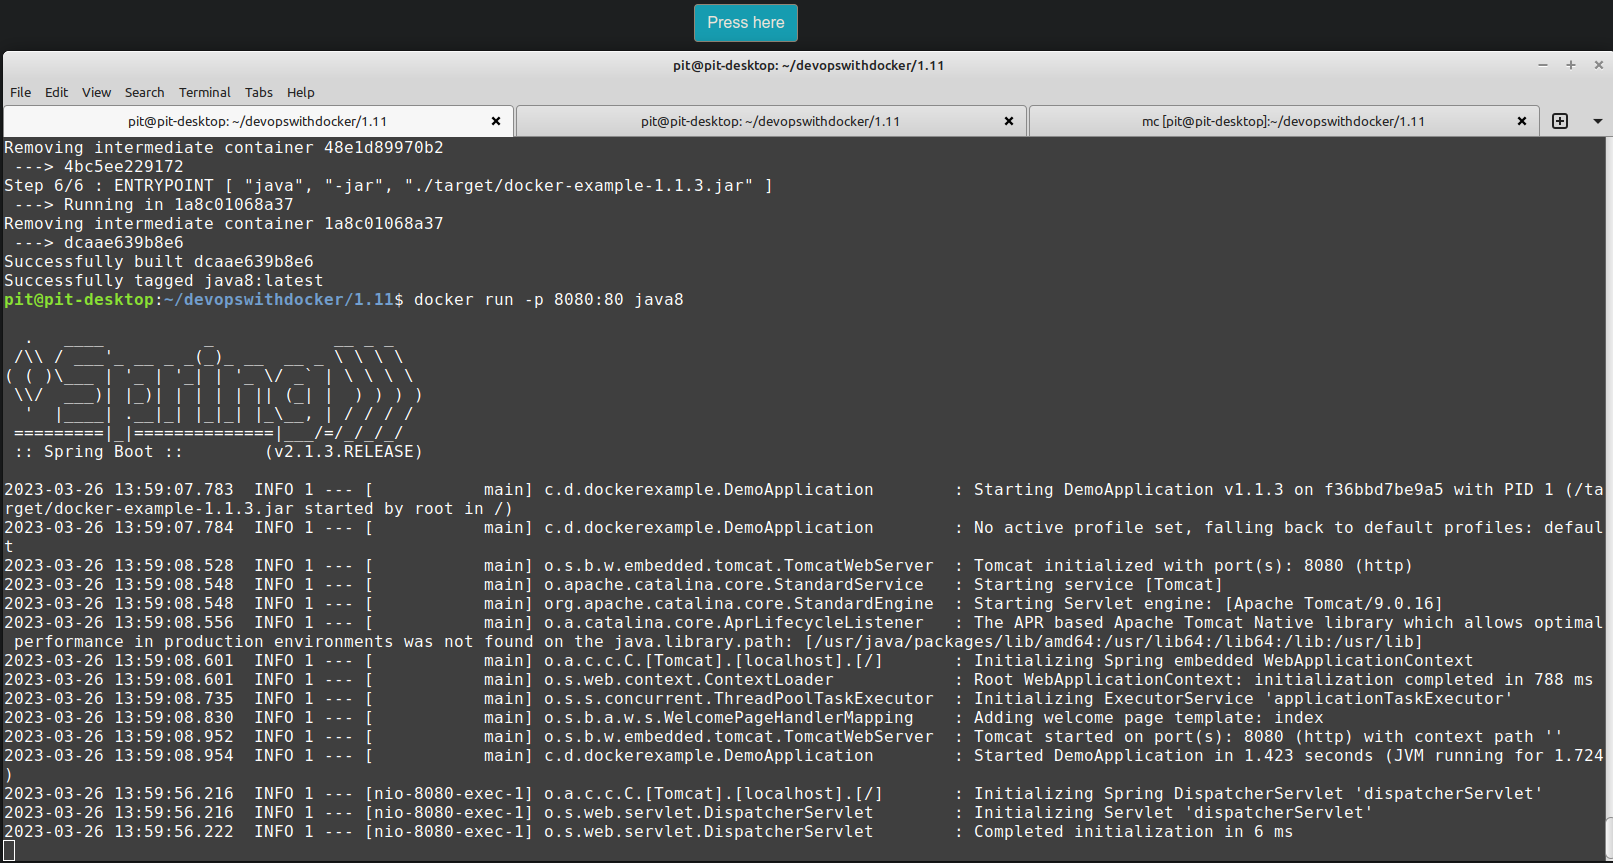 Press here
pit@pit-desktop: ~/devopswithdocker/1.11
File Edit View Search Terminal Tabs Help
pit@pit-desktop: ~/devopswithdocker/1.11 pit@pit-desktop: ~/devopswithdocker/1.11 mc [pit@pit-desktop]:~/devopswithdocker/1.11
Removing intermediate container 48e1d89970b2
 ---> 4bc5ee229172
Step 6/6 : ENTRYPOINT [ "java", "-jar", "./target/docker-example-1.1.3.jar" ]
 ---> Running in 1a8c01068a37
Removing intermediate container 1a8c01068a37
 ---> dcaae639b8e6
Successfully built dcaae639b8e6
Successfully tagged java8:latest
pit@pit-desktop:~/devopswithdocker/1.11$ docker run -p 8080:80 java8
  .   ____          _            __ _ _
 /\\ / ___'_ __ _ _(_)_ __  __ _ \ \ \ \
( ( )\___ | '_ | '_| | '_ \/ _` | \ \ \ \
 \\/  ___)| |_)| | | | | || (_| |  ) ) ) )
  '  |____| .__|_| |_|_| |_\__, | / / / /
 =========|_|==============|___/=/_/_/_/
 :: Spring Boot ::        (v2.1.3.RELEASE)
2023-03-26 13:59:07.783  INFO 1 --- [           main] c.d.dockerexample.DemoApplication        : Starting DemoApplication v1.1.3 on f36bbd7be9a5 with PID 1 (/ta
rget/docker-example-1.1.3.jar started by root in /)
2023-03-26 13:59:07.784  INFO 1 --- [           main] c.d.dockerexample.DemoApplication        : No active profile set, falling back to default profiles: defaul
t
2023-03-26 13:59:08.528  INFO 1 --- [           main] o.s.b.w.embedded.tomcat.TomcatWebServer  : Tomcat initialized with port(s): 8080 (http)
2023-03-26 13:59:08.548  INFO 1 --- [           main] o.apache.catalina.core.StandardService   : Starting service [Tomcat]
2023-03-26 13:59:08.548  INFO 1 --- [           main] org.apache.catalina.core.StandardEngine  : Starting Servlet engine: [Apache Tomcat/9.0.16]
2023-03-26 13:59:08.556  INFO 1 --- [           main] o.a.catalina.core.AprLifecycleListener   : The APR based Apache Tomcat Native library which allows optimal
 performance in production environments was not found on the java.library.path: [/usr/java/packages/lib/amd64:/usr/lib64:/lib64:/lib:/usr/lib]
2023-03-26 13:59:08.601  INFO 1 --- [           main] o.a.c.c.C.[Tomcat].[localhost].[/]       : Initializing Spring embedded WebApplicationContext
2023-03-26 13:59:08.601  INFO 1 --- [           main] o.s.web.context.ContextLoader            : Root WebApplicationContext: initialization completed in 788 ms
2023-03-26 13:59:08.735  INFO 1 --- [           main] o.s.s.concurrent.ThreadPoolTaskExecutor  : Initializing ExecutorService 'applicationTaskExecutor'
2023-03-26 13:59:08.830  INFO 1 --- [           main] o.s.b.a.w.s.WelcomePageHandlerMapping    : Adding welcome page template: index
2023-03-26 13:59:08.952  INFO 1 --- [           main] o.s.b.w.embedded.tomcat.TomcatWebServer  : Tomcat started on port(s): 8080 (http) with context path ''
2023-03-26 13:59:08.954  INFO 1 --- [           main] c.d.dockerexample.DemoApplication        : Started DemoApplication in 1.423 seconds (JVM running for 1.724
)
2023-03-26 13:59:56.216  INFO 1 --- [nio-8080-exec-1] o.a.c.c.C.[Tomcat].[localhost].[/]       : Initializing Spring DispatcherServlet 'dispatcherServlet'
2023-03-26 13:59:56.216  INFO 1 --- [nio-8080-exec-1] o.s.web.servlet.DispatcherServlet        : Initializing Servlet 'dispatcherServlet'
2023-03-26 13:59:56.222  INFO 1 --- [nio-8080-exec-1] o.s.web.servlet.DispatcherServlet        : Completed initialization in 6 ms